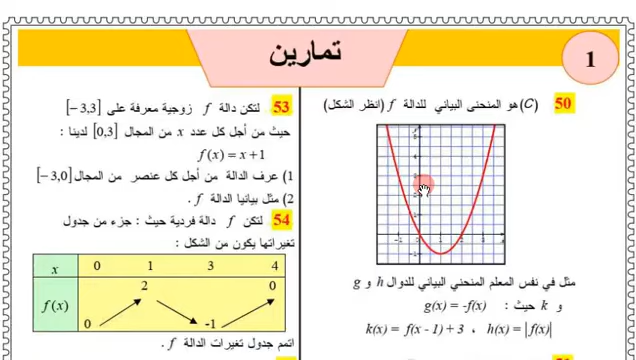 تمارين
1
50 (C) هو المنحنى البياني للدالة f (انظر الشكل)
مثل في نفس المعلم المنحني البياني للدوال h و g
و k حيث : g(x) = -f(x)
k(x) = f(x - 1) + 3 ، h(x) = |f(x)|
53 لتكن دالة f زوجية معرفة على [-3,3]
حيث من أجل كل عدد x من المجال [0,3] لدينا :
f(x) = x + 1
1) عرف الدالة من أجل كل عنصر من المجال [-3,0]
2) مثل بيانيا الدالة f .
54 لتكن f دالة فردية حيث : جزء من جدول
تغيراتها يكون من الشكل :
x 0 1 3 4
f(x) 0 2 -1 0
اتمم جدول تغيرات الدالة f .